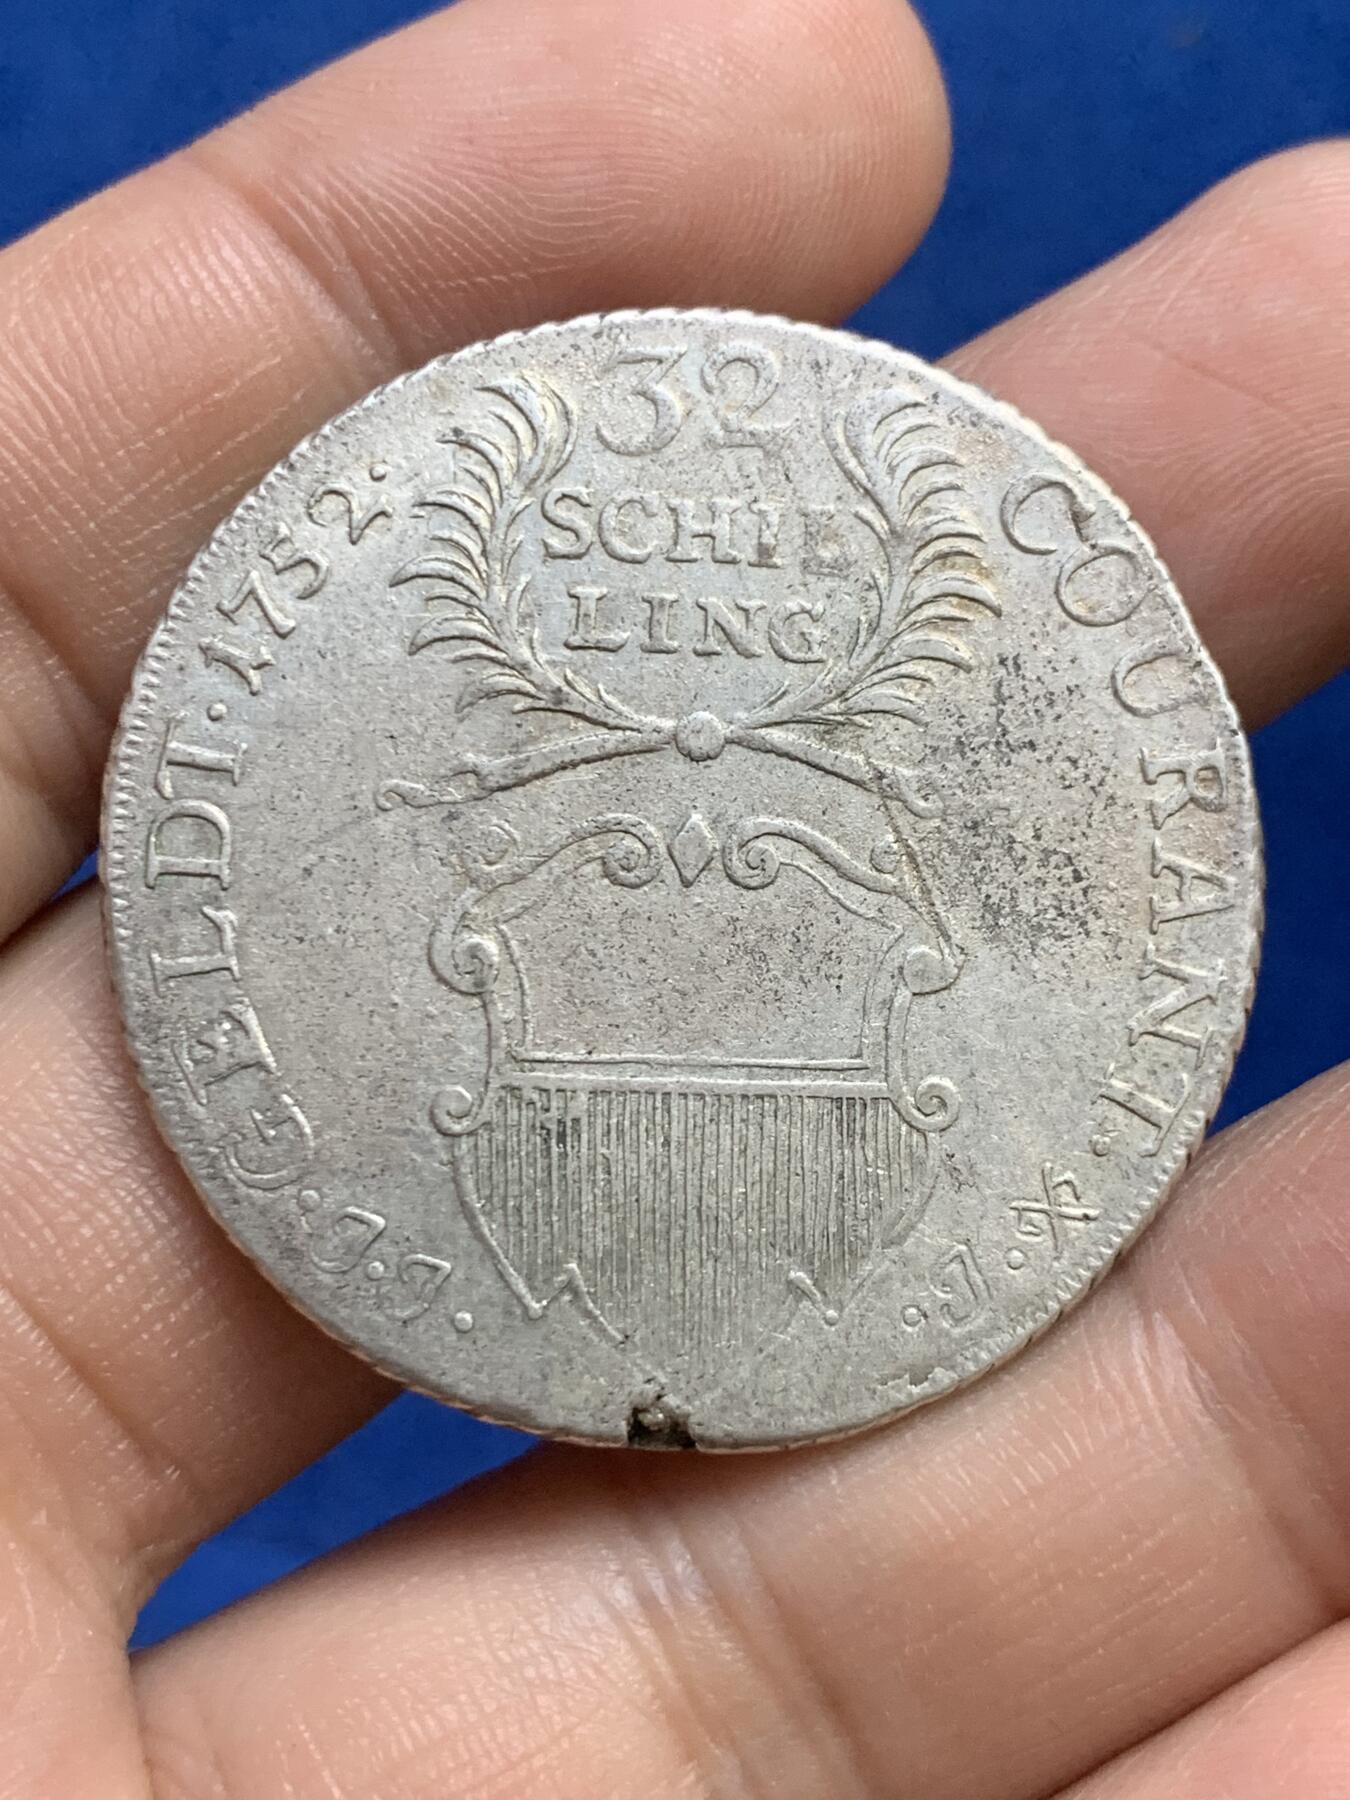 32
SCHIL
LING
COURANT.
GELDT.1752:
.J.J.
.J.